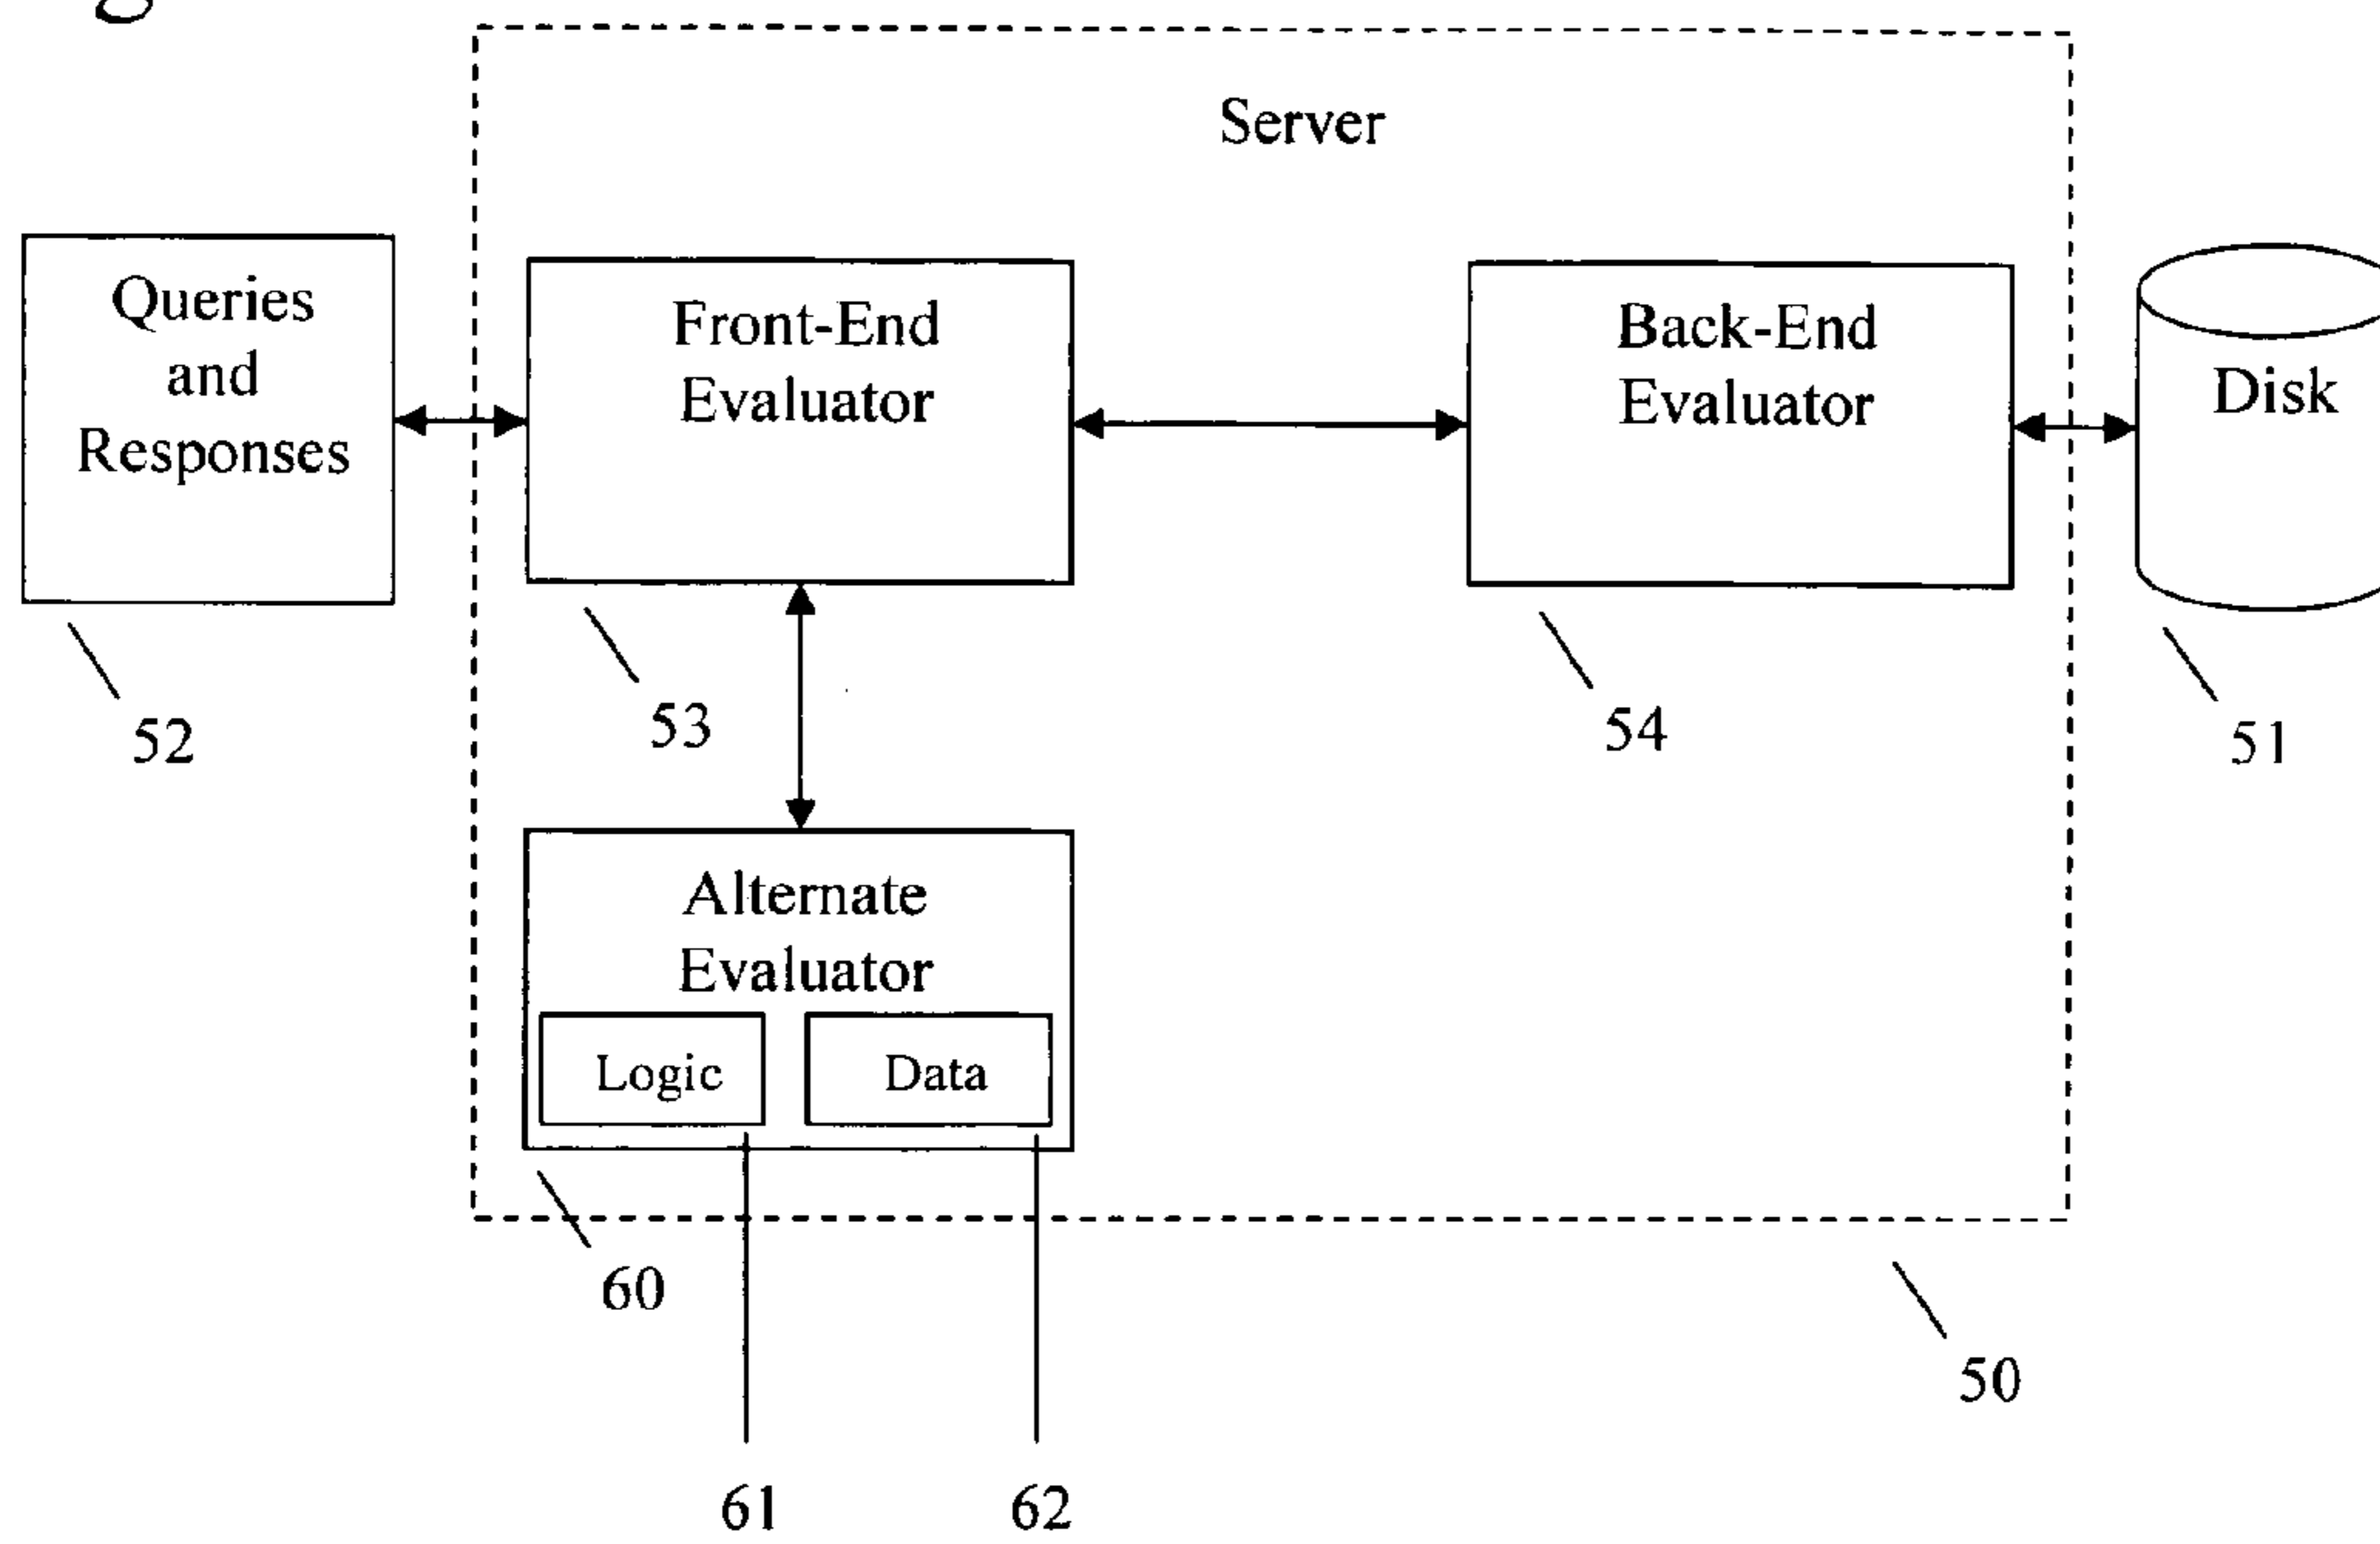 Server
Queries
and
Responses
Front-End
Evaluator
Back-End
Evaluator
Disk
52
53
54
51
Alternate
Evaluator
Logic
Data
60
50
61
62